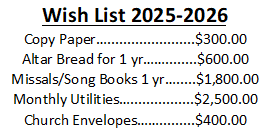 Wish List 2025-2026
Copy Paper............................$300.00
Altar Bread for 1 yr...............$600.00
Missals/Song Books 1 yr.........$1,800.00
Monthly Utilities.....................$2,500.00
Church Envelopes...............$400.00